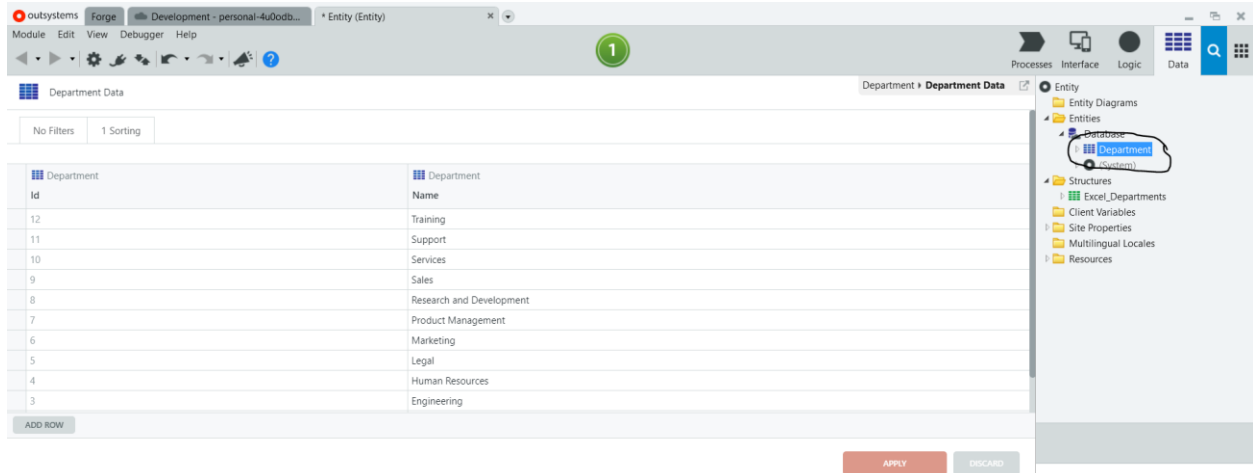 outsystems Forge Development - personal-4u0odb... * Entity (Entity)
Module Edit View Debugger Help
1
Processes Interface Logic Data
Department Data
Department Department Data
No Filters 1 Sorting
Department Department
Id Name
12 Training
11 Support
10 Services
9 Sales
8 Research and Development
7 Product Management
6 Marketing
5 Legal
4 Human Resources
3 Engineering
ADD ROW
APPLY DISCARD
Entity
Entity Diagrams
Entities
Database
Department
(System)
Structures
Excel_Departments
Client Variables
Site Properties
Multilingual Locales
Resources